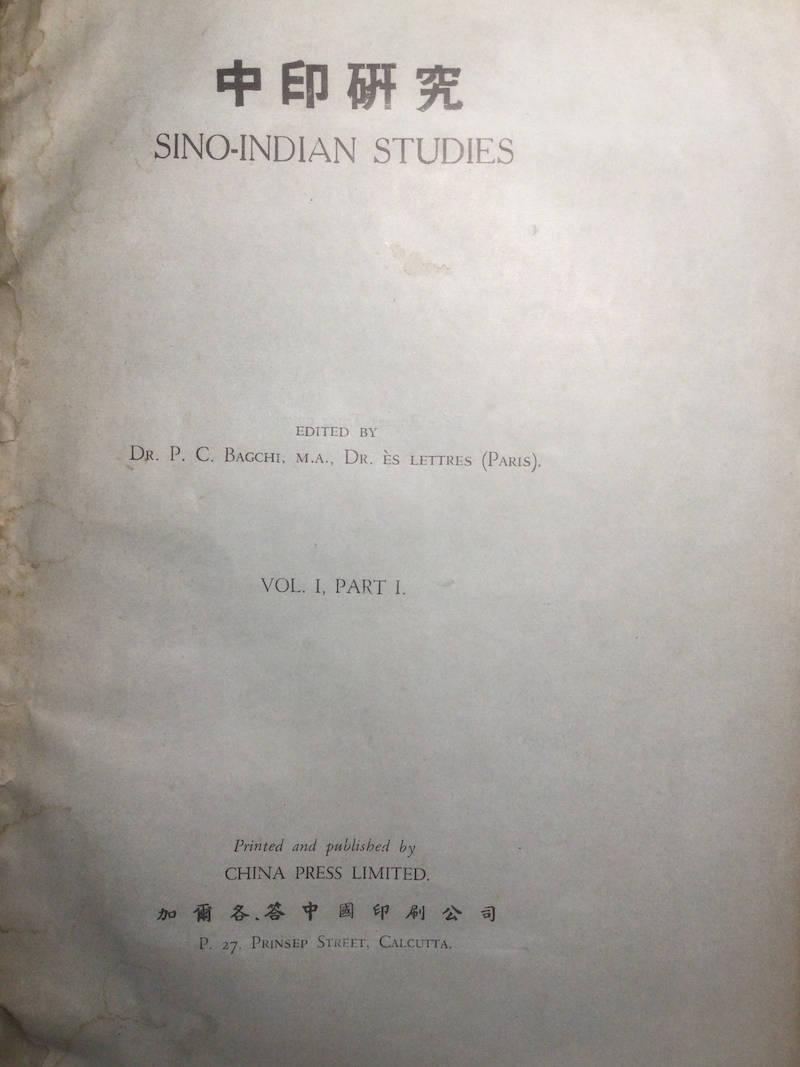 中印研究
SINO-INDIAN STUDIES
EDITED BY
DR. P. C. BAGCHI, M.A., DR. ÈS LETTRES (PARIS).
VOL. I, PART I.
Printed and published by
CHINA PRESS LIMITED.
加爾各答中國印刷公司
P. 27, PRINSEP STREET, CALCUTTA.